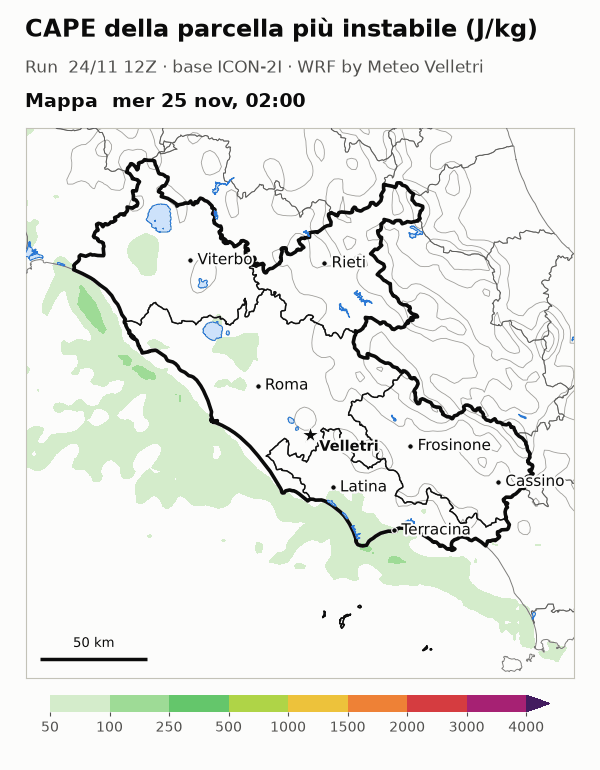 CAPE della parcella più instabile (J/kg)
Run 24/11 12Z · base ICON-2I · WRF by Meteo Velletri
Mappa mer 25 nov, 02:00
Viterbo
Rieti
Roma
Velletri
Frosinone
Cassino
Latina
Terracina
50 km
50 100 250 500 1000 1500 2000 3000 4000